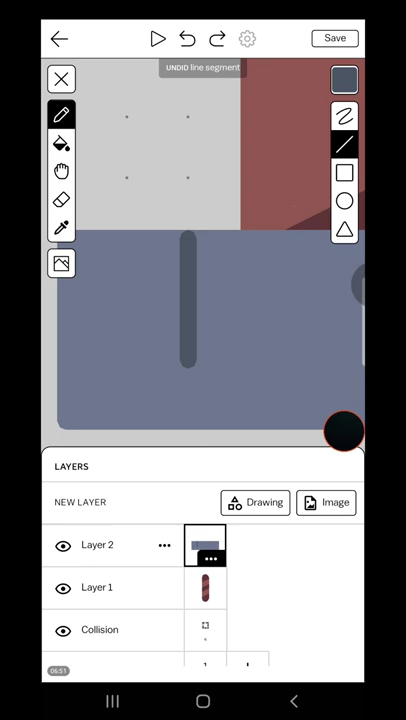 Save
UNDID line segment
LAYERS
NEW LAYER
Drawing
Image
Layer 2
Layer 1
Collision
06:51